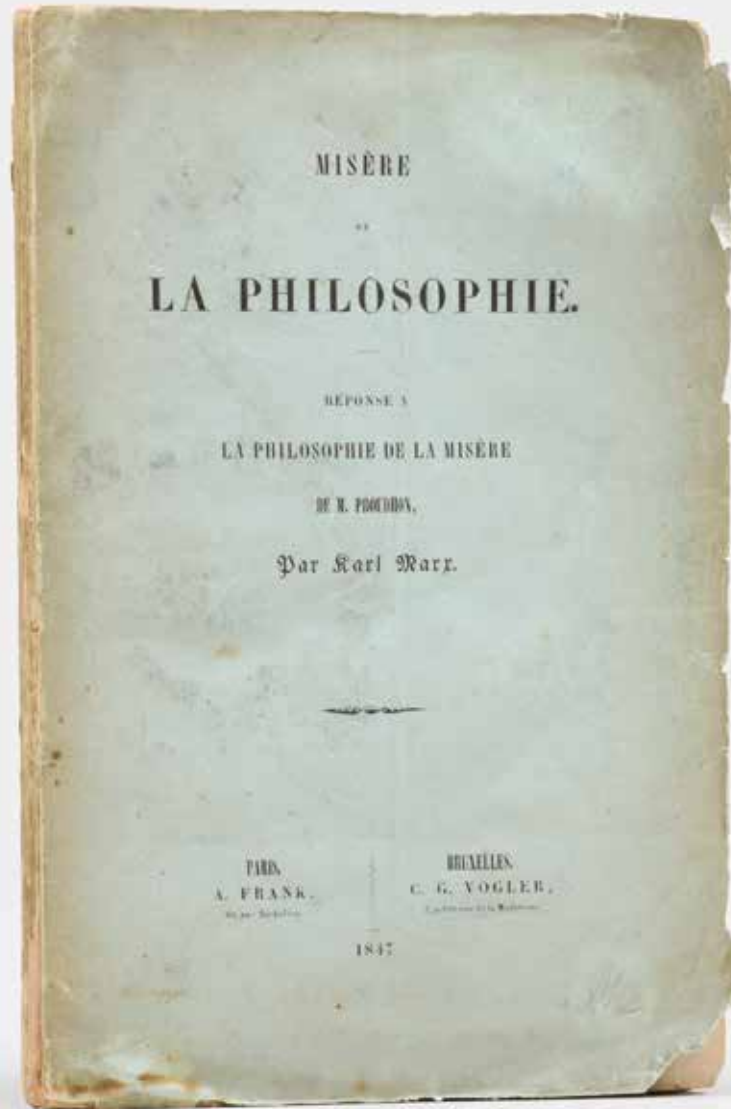 MISÈRE
DE
LA PHILOSOPHIE.
RÉPONSE A
LA PHILOSOPHIE DE LA MISÈRE
DE M. PROUDHON,
Par Karl Marx.
PARIS,
A. FRANK,
BRUXELLES,
C. G. VOGLER,
1847